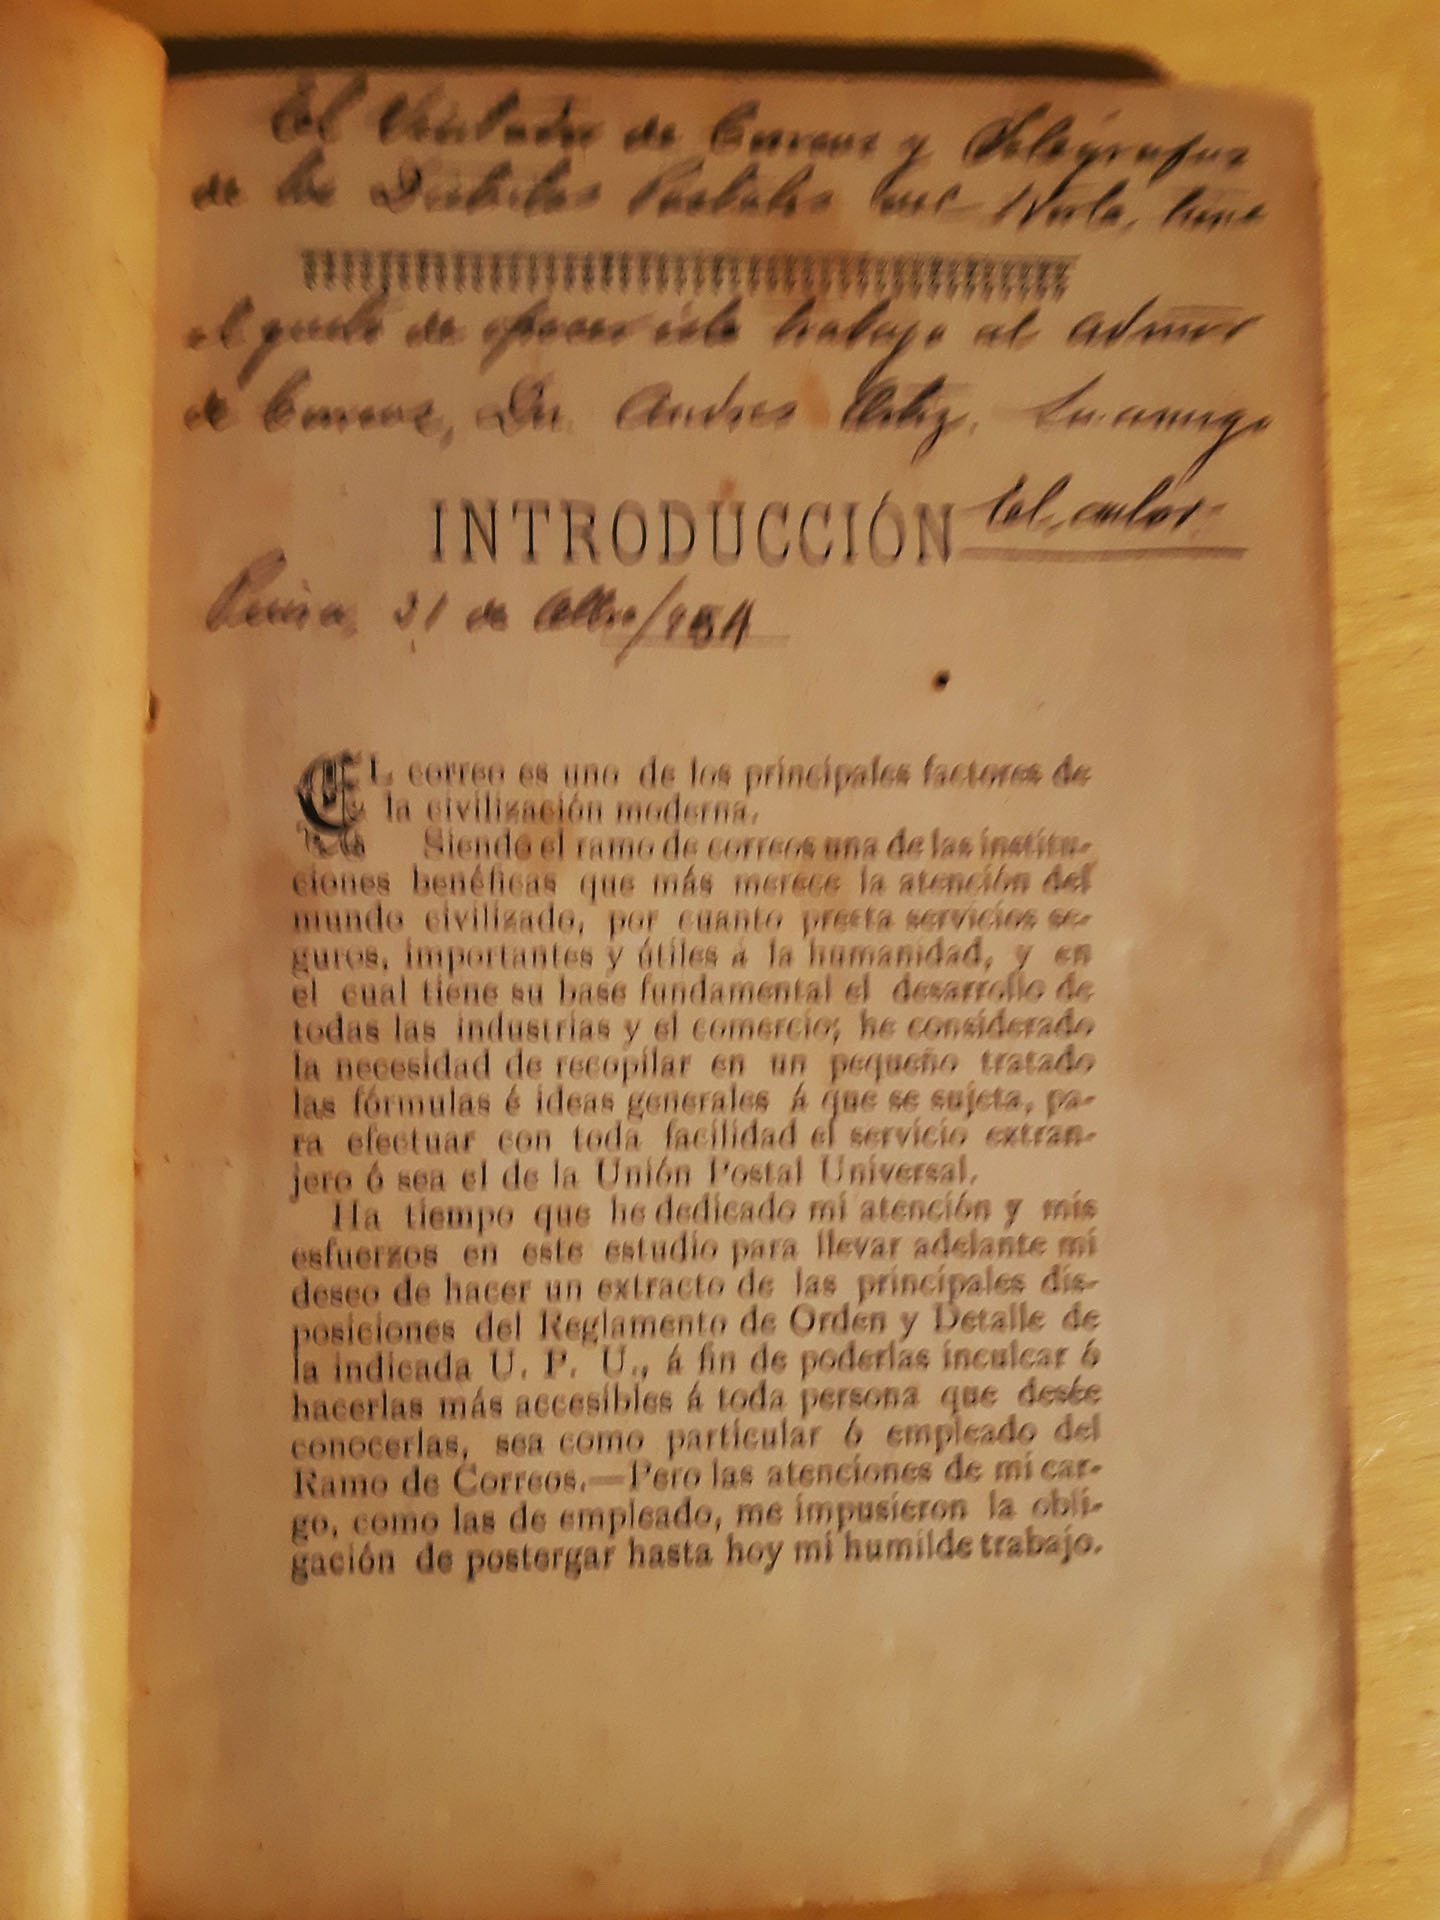 El Visitador de Correos y Telégrafos
de los Distritos Postales del Norte, tiene
el gusto de ofrecer este trabajo al admor
de Correos, Dn. Andres Ortiz. Su amigo
El autor
INTRODUCCIÓN
Piura, 21 de
EL correo es uno de los principales factores de
la civilización moderna.
Siendo el ramo de correos una de las institu-
ciones benéficas que más merece la atención del
mundo civilizado, por cuanto presta servicios se-
guros, importantes y útiles á la humanidad, y en
el cual tiene su base fundamental el desarrollo de
todas las industrias y el comercio; he considerado
la necesidad de recopilar en un pequeño tratado
las fórmulas é ideas generales á que se sujeta, pa-
ra efectuar con toda facilidad el servicio extran-
jero ó sea el de la Unión Postal Universal.
Ha tiempo que he dedicado mi atención y mis
esfuerzos en este estudio para llevar adelante mi
deseo de hacer un extracto de las principales dis-
posiciones del Reglamento de Orden y Detalle de
la indicada U. P. U., á fin de poderlas inculcar ó
hacerlas más accesibles á toda persona que desée
conocerlas, sea como particular ó empleado del
Ramo de Correos.—Pero las atenciones de mi car-
go, como las de empleado, me impusieron la obli-
gación de postergar hasta hoy mi humilde trabajo.